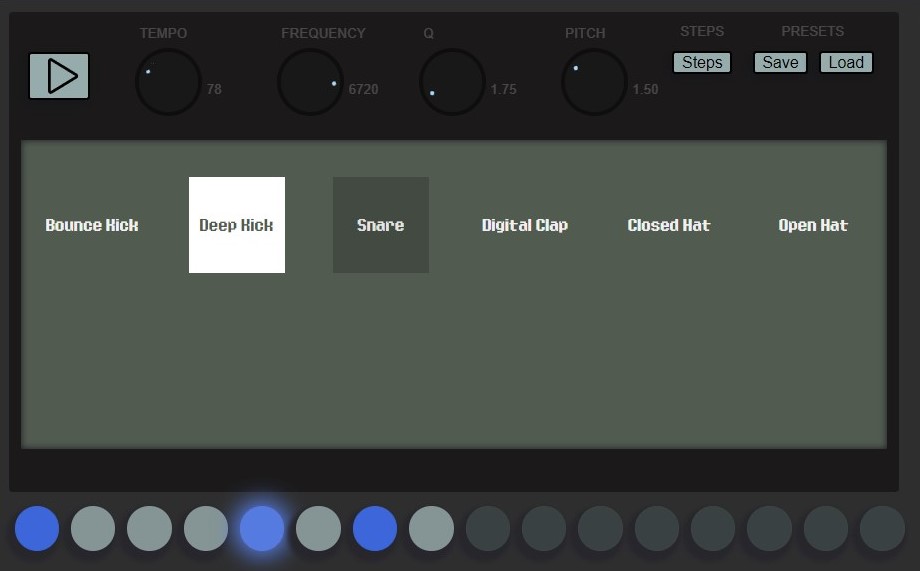 TEMPO FREQUENCY Q PITCH STEPS PRESETS
Steps Save Load
78 6720 1.75 1.50
Bounce Kick Deep Kick Snare Digital Clap Closed Hat Open Hat